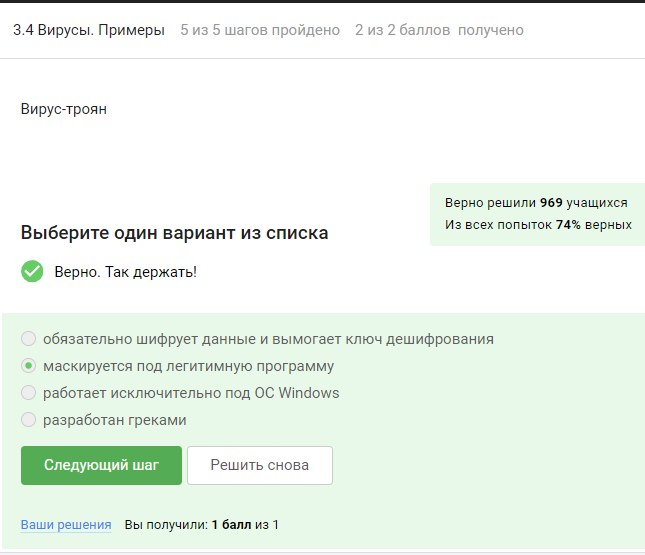 3.4 Вирусы. Примеры 5 из 5 шагов пройдено 2 из 2 баллов получено
Вирус-троян
Верно решили 969 учащихся
Из всех попыток 74% верных
Выберите один вариант из списка
Верно. Так держать!
обязательно шифрует данные и вымогает ключ дешифрования
маскируется под легитимную программу
работает исключительно под ОС Windows
разработан греками
Следующий шаг Решить снова
Ваши решения Вы получили: 1 балл из 1